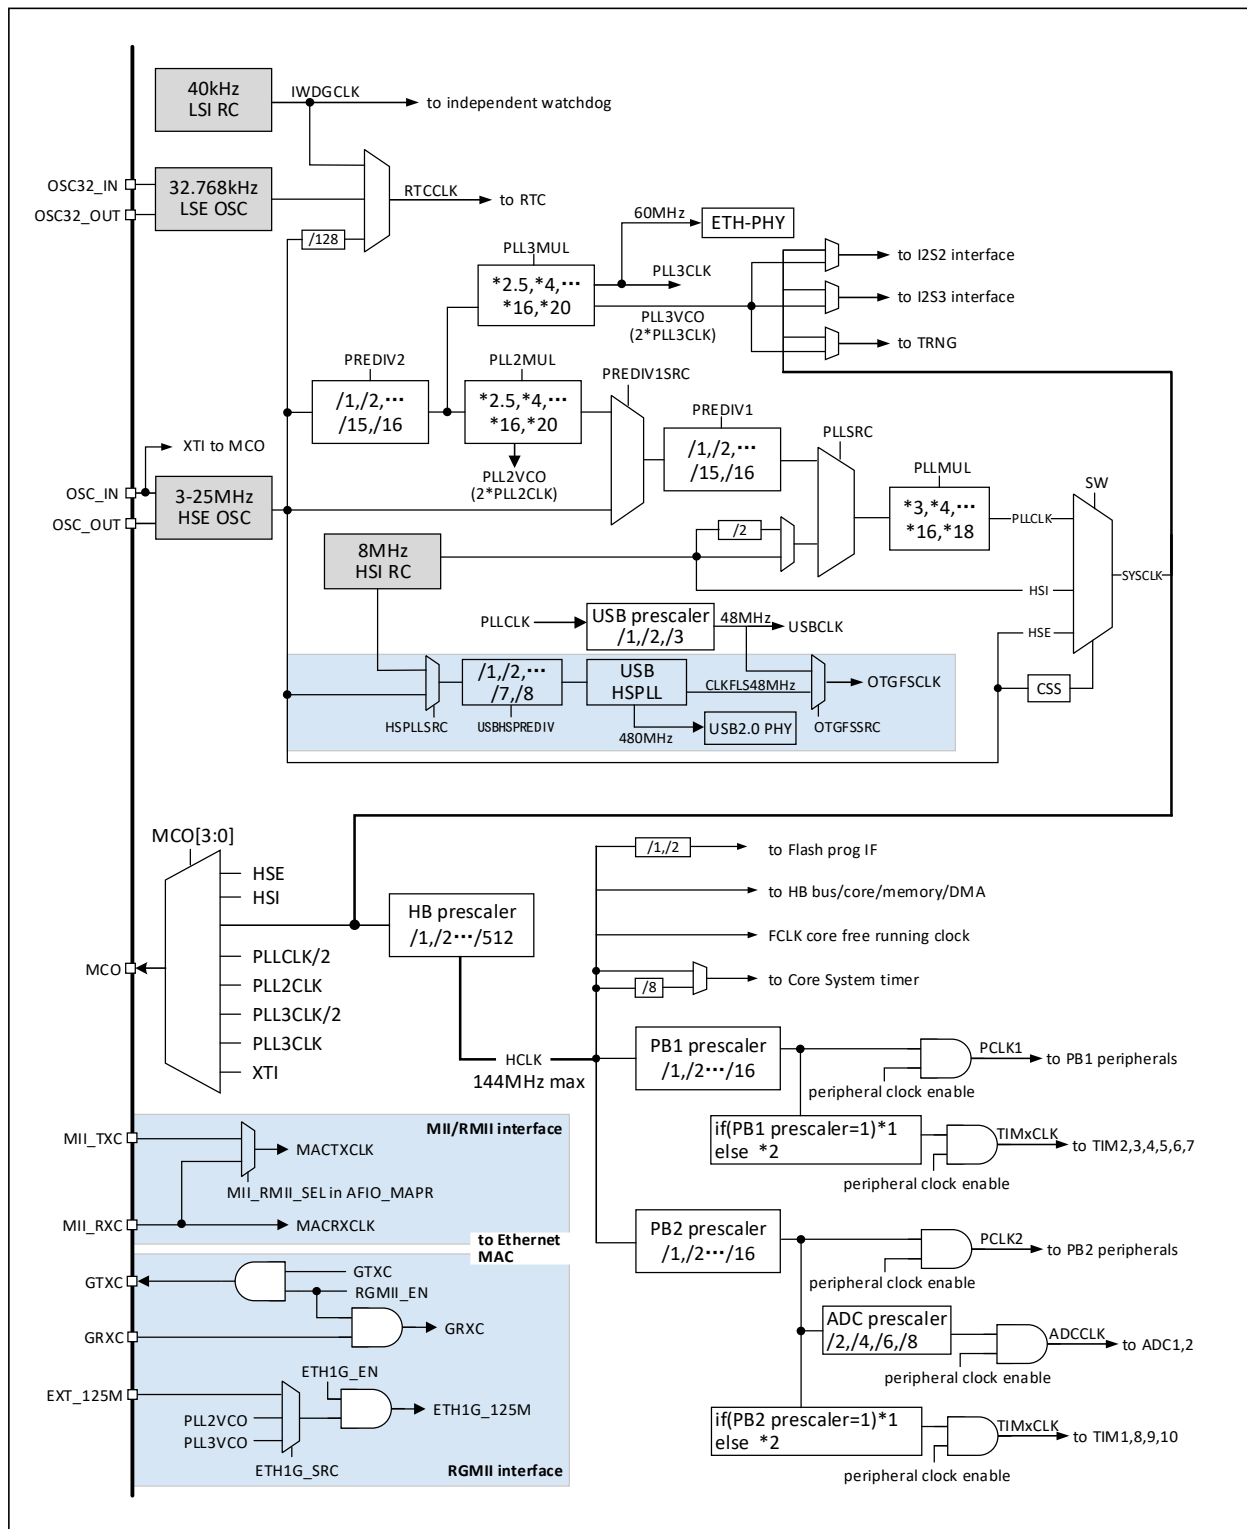 40kHz
LSI RC
IWDGCLK
to independent watchdog
OSC32_IN
OSC32_OUT
32.768kHz
LSE OSC
RTCCLK
to RTC
/128
60MHz
ETH-PHY
PLL3MUL
*2.5,*4,···
*16,*20
PLL3CLK
PLL3VCO
(2*PLL3CLK)
to I2S2 interface
to I2S3 interface
to TRNG
PREDIV2
/1,/2,···
/15,/16
PLL2MUL
*2.5,*4,···
*16,*20
PLL2VCO
(2*PLL2CLK)
PREDIV1SRC
PREDIV1
/1,/2,···
/15,/16
PLLSRC
PLLMUL
*3,*4,···
*16,*18
PLLCLK
SW
SYSCLK
XTI to MCO
OSC_IN
OSC_OUT
3-25MHz
HSE OSC
8MHz
HSI RC
/2
HSI
HSE
CSS
PLLCLK
USB prescaler
/1,/2,/3
48MHz
USBCLK
HSPLLSRC
/1,/2,···
/7,/8
USBHSPREDIV
USB
HSPLL
CLKFLS48MHz
480MHz
USB2.0 PHY
OTGFSCLK
OTGFSSRC
MCO[3:0]
HSE
HSI
PLLCLK/2
PLL2CLK
PLL3CLK/2
PLL3CLK
XTI
MCO
HB prescaler
/1,/2···/512
HCLK
144MHz max
/1,/2
to Flash prog IF
to HB bus/core/memory/DMA
FCLK core free running clock
/8
to Core System timer
PB1 prescaler
/1,/2···/16
PCLK1
to PB1 peripherals
peripheral clock enable
if(PB1 prescaler=1)*1
else *2
TIMxCLK
to TIM2,3,4,5,6,7
peripheral clock enable
PB2 prescaler
/1,/2···/16
PCLK2
to PB2 peripherals
peripheral clock enable
ADC prescaler
/2,/4,/6,/8
ADCCLK
to ADC1,2
peripheral clock enable
if(PB2 prescaler=1)*1
else *2
TIMxCLK
to TIM1,8,9,10
peripheral clock enable
MII/RMII interface
MII_TXC
MACTXCLK
MII_RMII_SEL in AFIO_MAPR
MII_RXC
MACRXCLK
to Ethernet
MAC
GTXC
GTXC
RGMII_EN
GRXC
GRXC
ETH1G_EN
EXT_125M
PLL2VCO
PLL3VCO
ETH1G_125M
ETH1G_SRC
RGMII interface